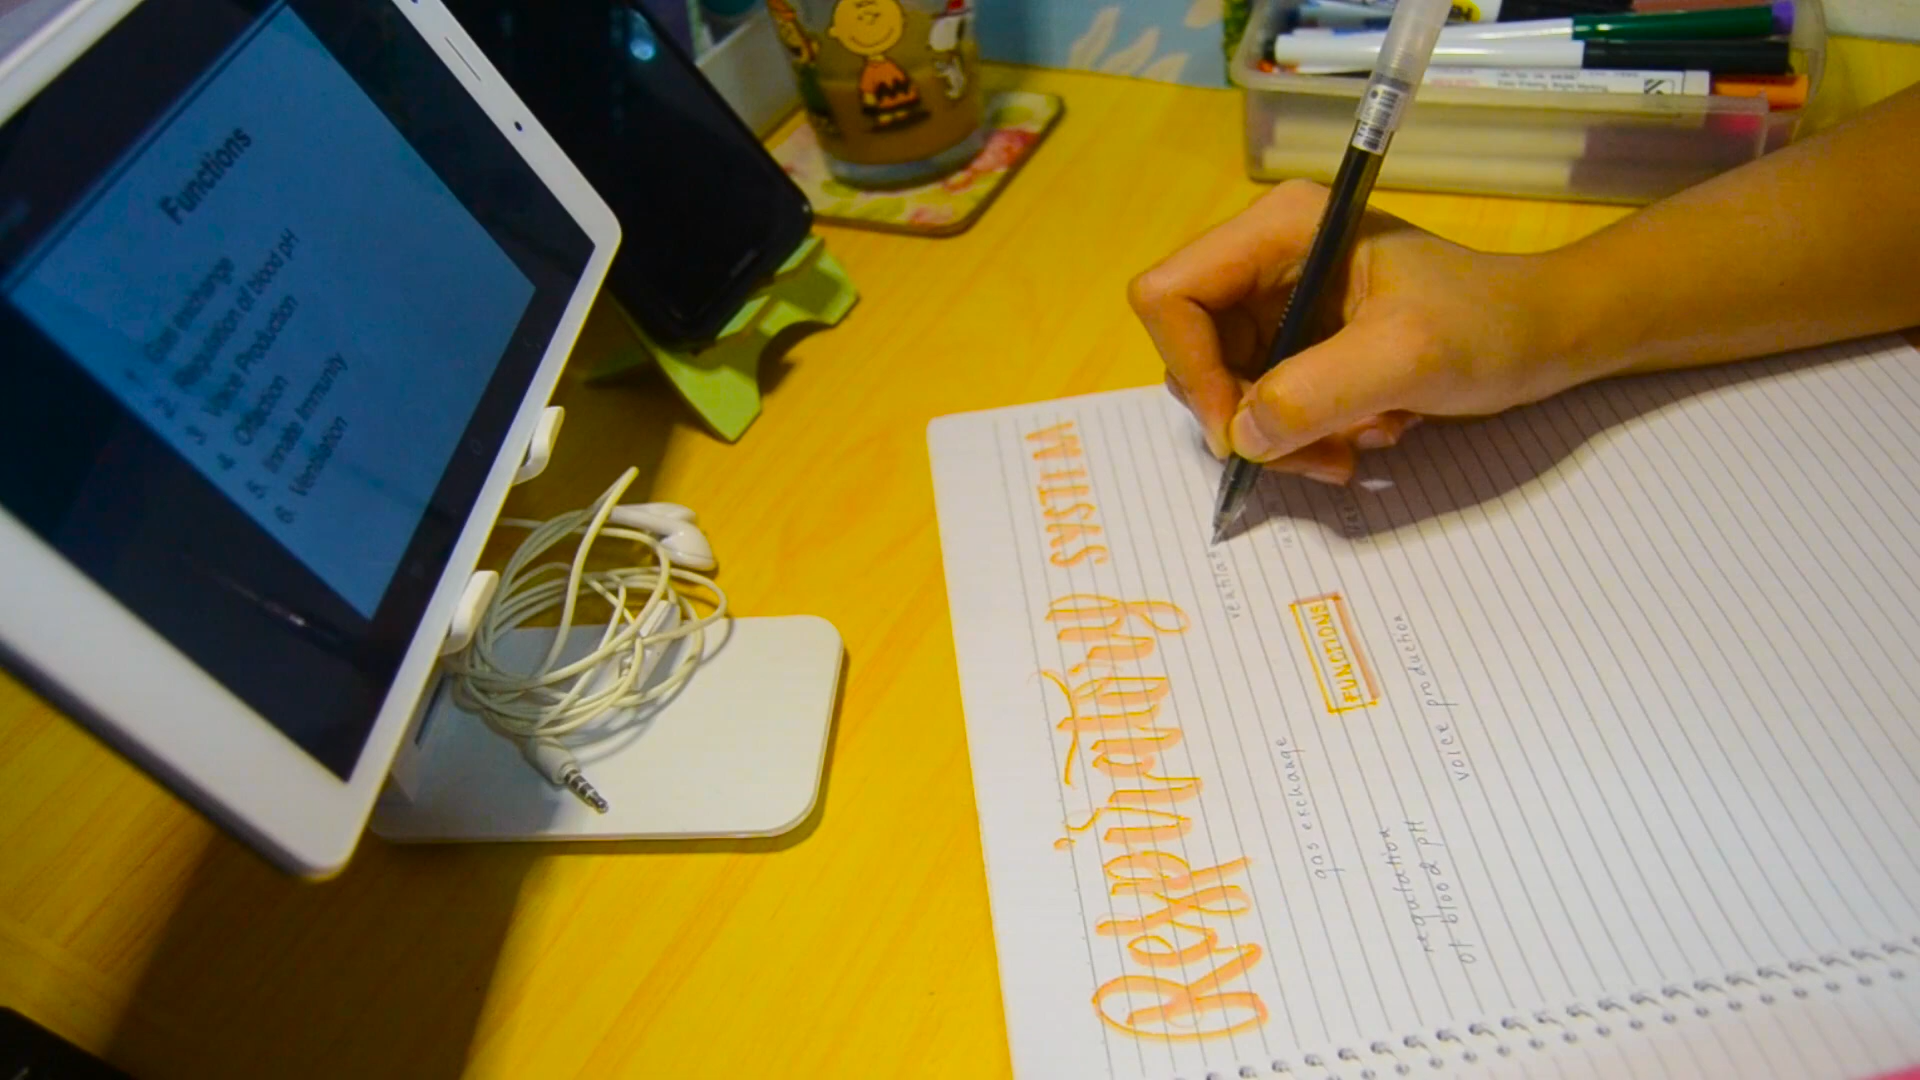 Functions
1. Gas exchange
2. Regulation of blood pH
3. Voice Production
4. Olfaction
5. Innate Immunity
6. Ventilation
Respiratory SYSTEM
ventilat
FUNCTIONS
gas exchange
regulation
of blood pH
voice production